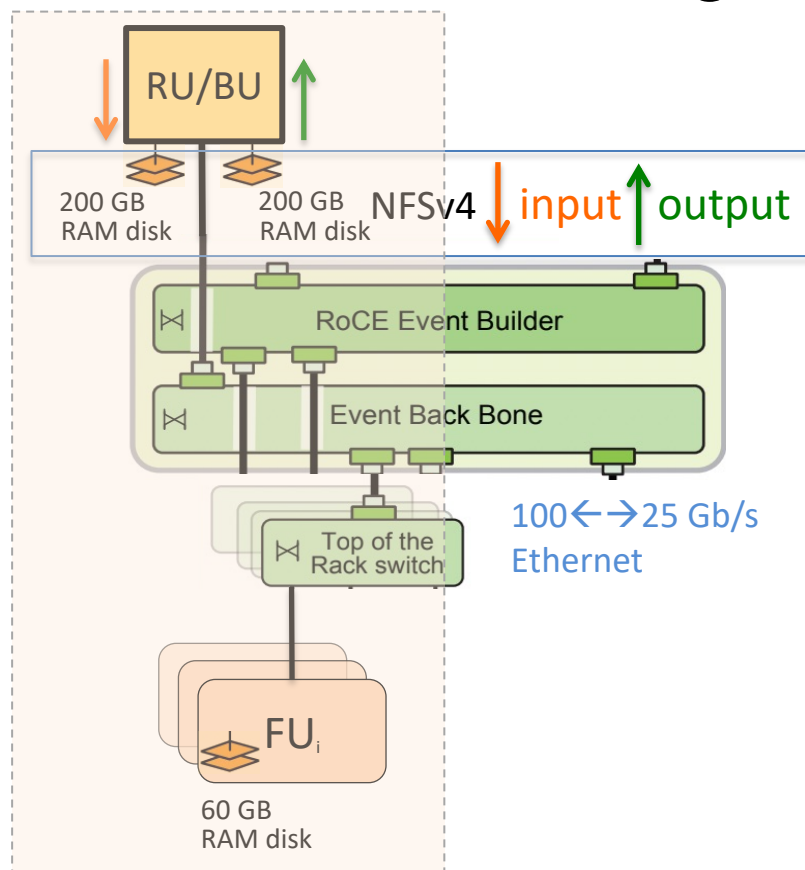 RU/BU
200 GB
RAM disk
200 GB
RAM disk
NFSv4 input output
RoCE Event Builder
Event Back Bone
100←→25 Gb/s
Ethernet
Top of the
Rack switch
FUi
60 GB
RAM disk